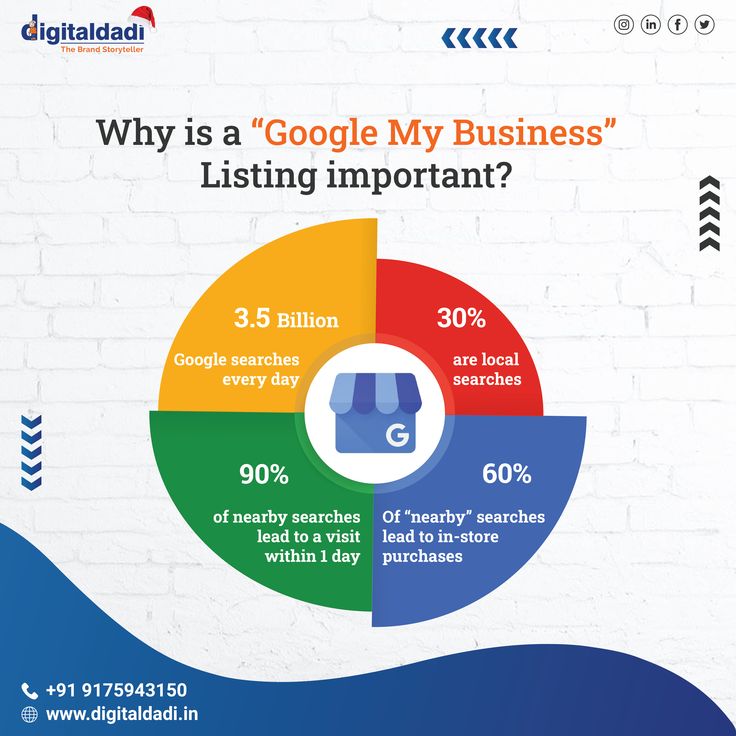 digitaldadi
The Brand Storyteller
Why is a “Google My Business”
Listing important?
3.5 Billion
Google searches
every day
30%
are local
searches
G
90%
of nearby searches
lead to a visit
within 1 day
60%
Of “nearby” searches
lead to in-store
purchases
+91 9175943150
www.digitaldadi.in